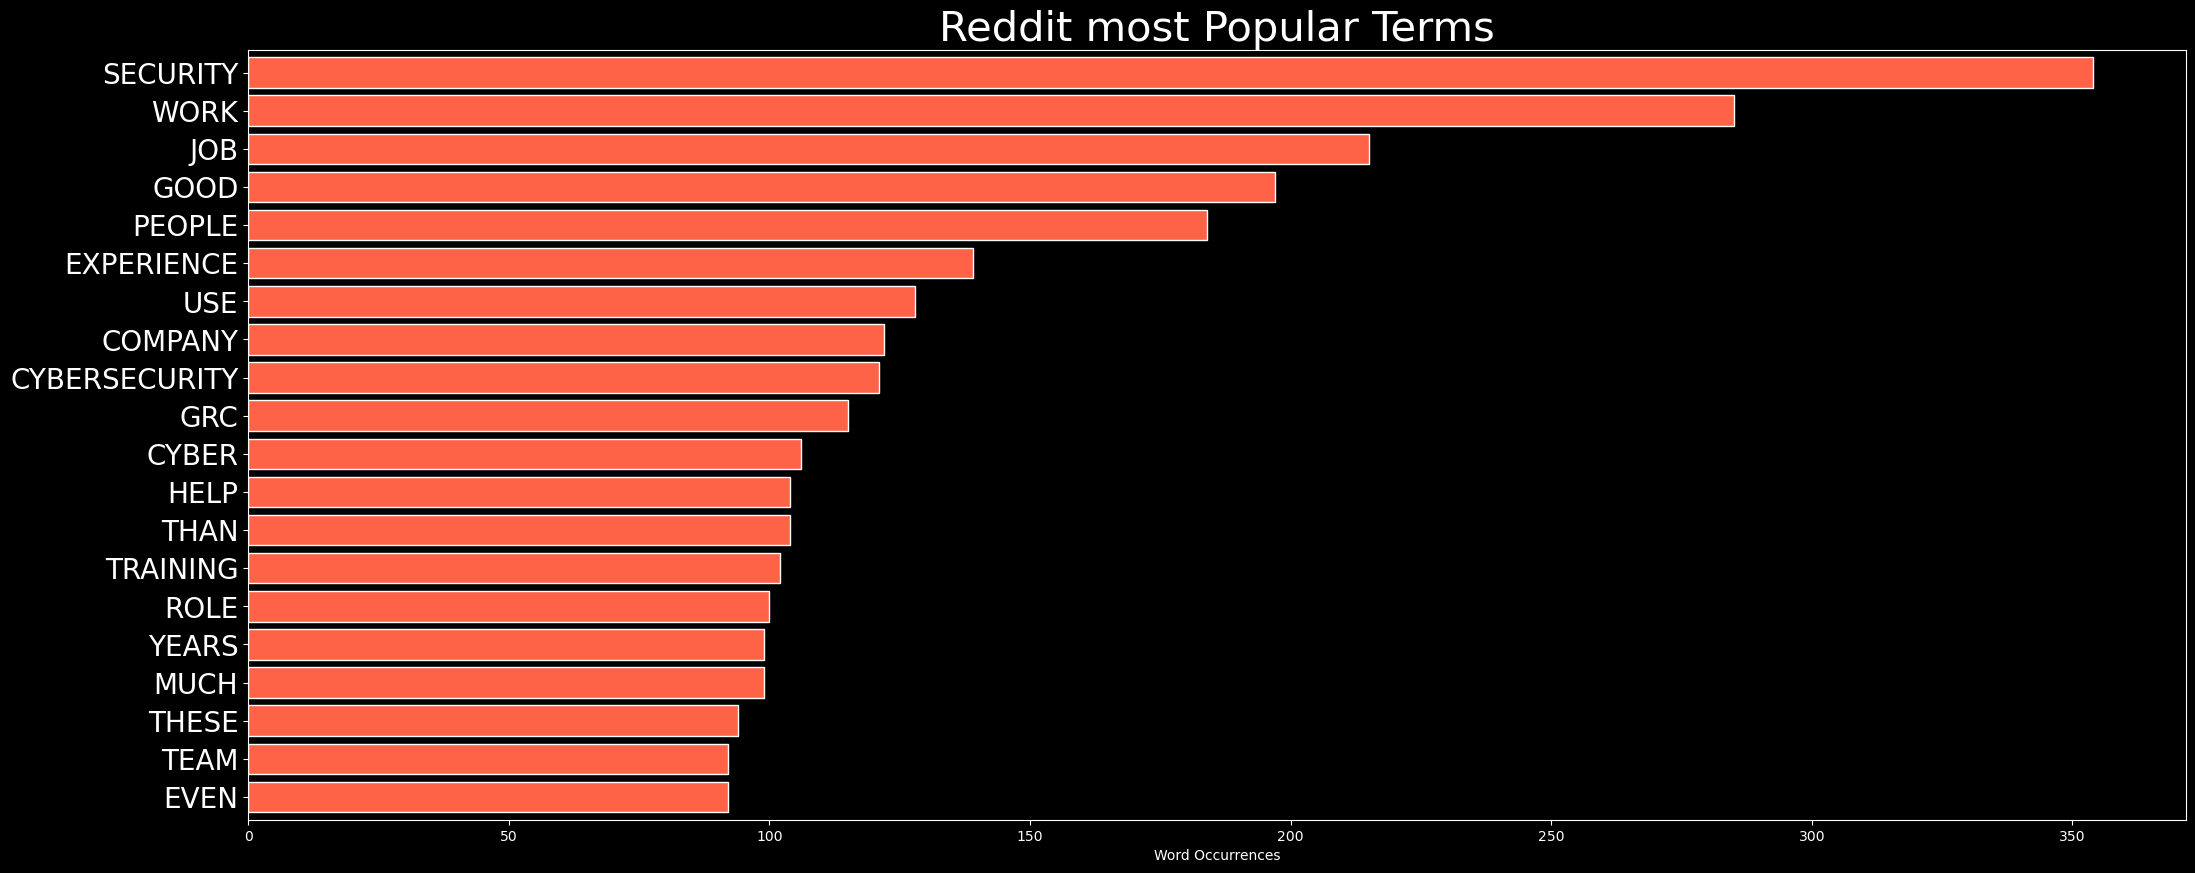 Reddit most Popular Terms
SECURITY
WORK
JOB
GOOD
PEOPLE
EXPERIENCE
USE
COMPANY
CYBERSECURITY
GRC
CYBER
HELP
THAN
TRAINING
ROLE
YEARS
MUCH
THESE
TEAM
EVEN
0 50 100 150 200 250 300 350
Word Occurrences